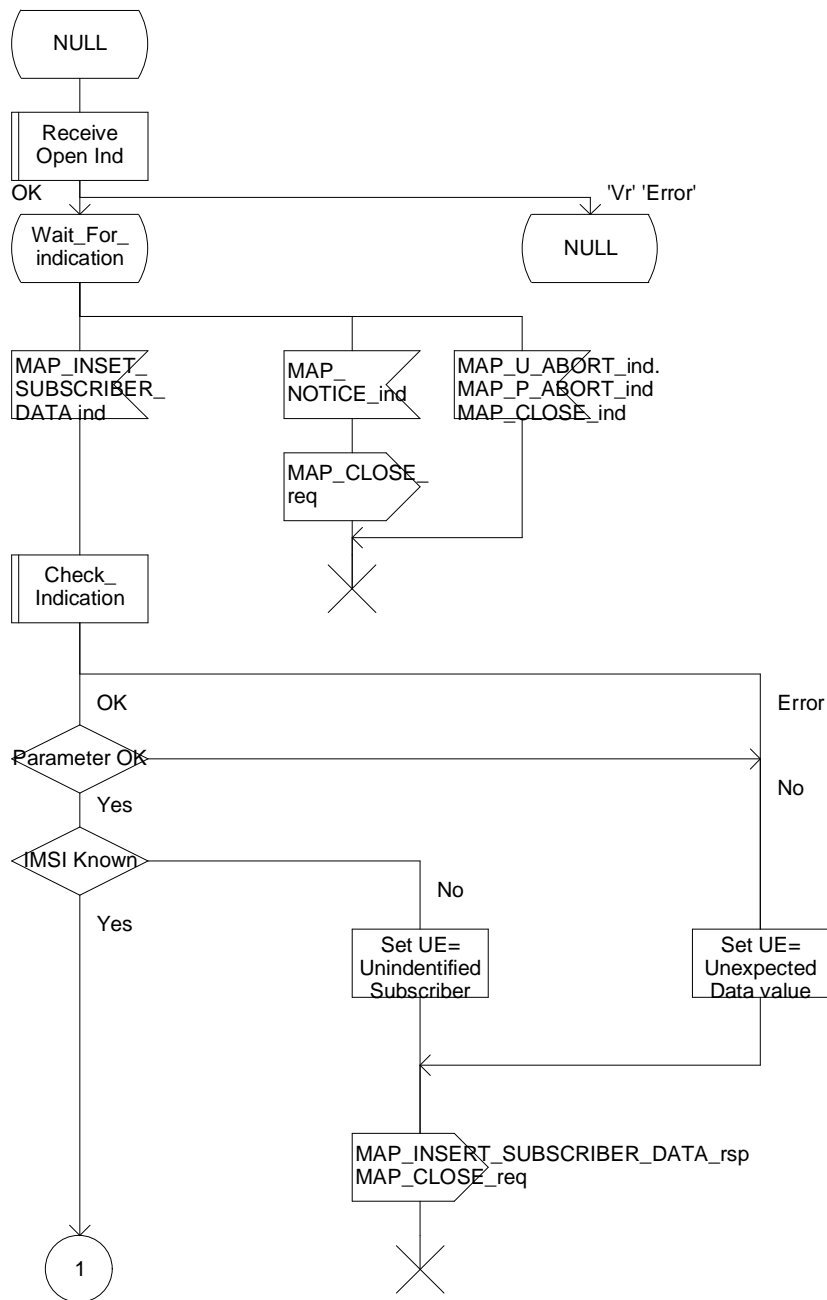 NULL
Receive
Open Ind
OK
'Vr' 'Error'
Wait_For_
indication
NULL
MAP_INSET_
SUBSCRIBER_
DATA ind
MAP_
NOTICE_ind
MAP_U_ABORT_ind.
MAP_P_ABORT_ind
MAP_CLOSE_ind
MAP_CLOSE_
req
Check_
Indication
OK
Error
Parameter OK
No
Yes
IMSI Known
No
Yes
Set UE=
Unindentified
Subscriber
Set UE=
Unexpected
Data value
MAP_INSERT_SUBSCRIBER_DATA_rsp
MAP_CLOSE_req
1